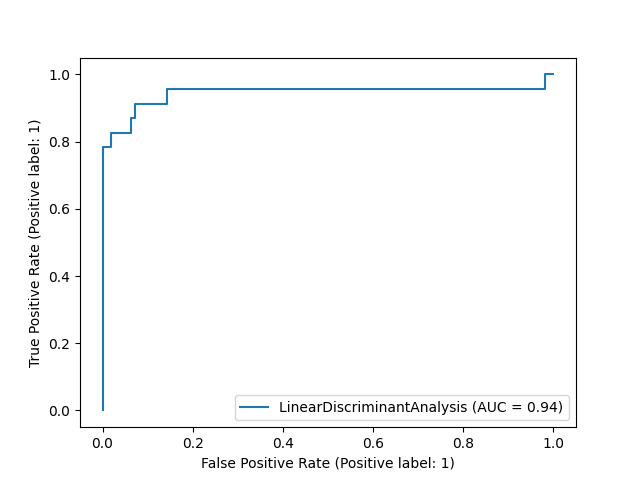 1.0
0.8
0.6
0.4
0.2
0.0
True Positive Rate (Positive label: 1)
LinearDiscriminantAnalysis (AUC = 0.94)
0.0 0.2 0.4 0.6 0.8 1.0
False Positive Rate (Positive label: 1)